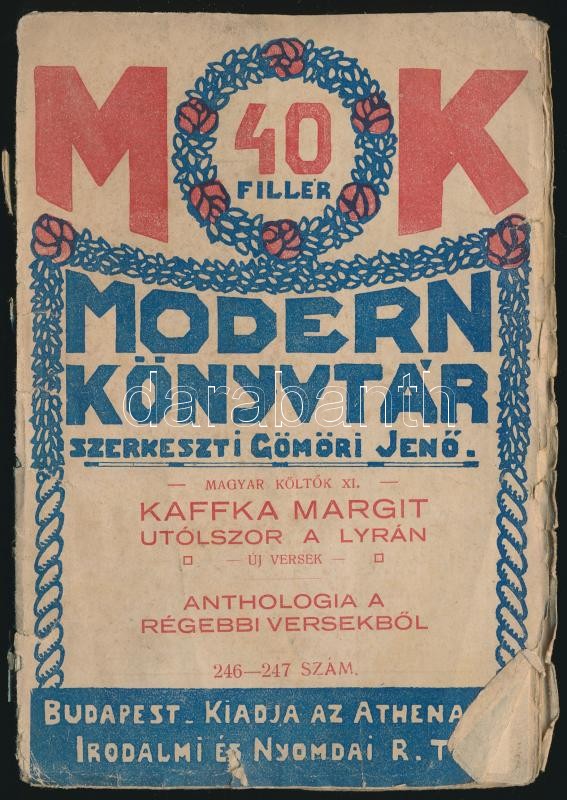 M K
40
FILLÉR
MODERN
KÖNYVTÁR
SZERKESZTI GÖMÖRI JENŐ.
— MAGYAR KÖLTŐK XI. —
KAFFKA MARGIT
UTÓLSZOR A LYRÁN
— ÚJ VERSEK —
ANTHOLOGIA A
RÉGEBBI VERSEKBŐL
246—247 SZÁM.
BUDAPEST. KIADJA AZ ATHENA
IRODALMI ÉS NYOMDAI R. T
darabanth